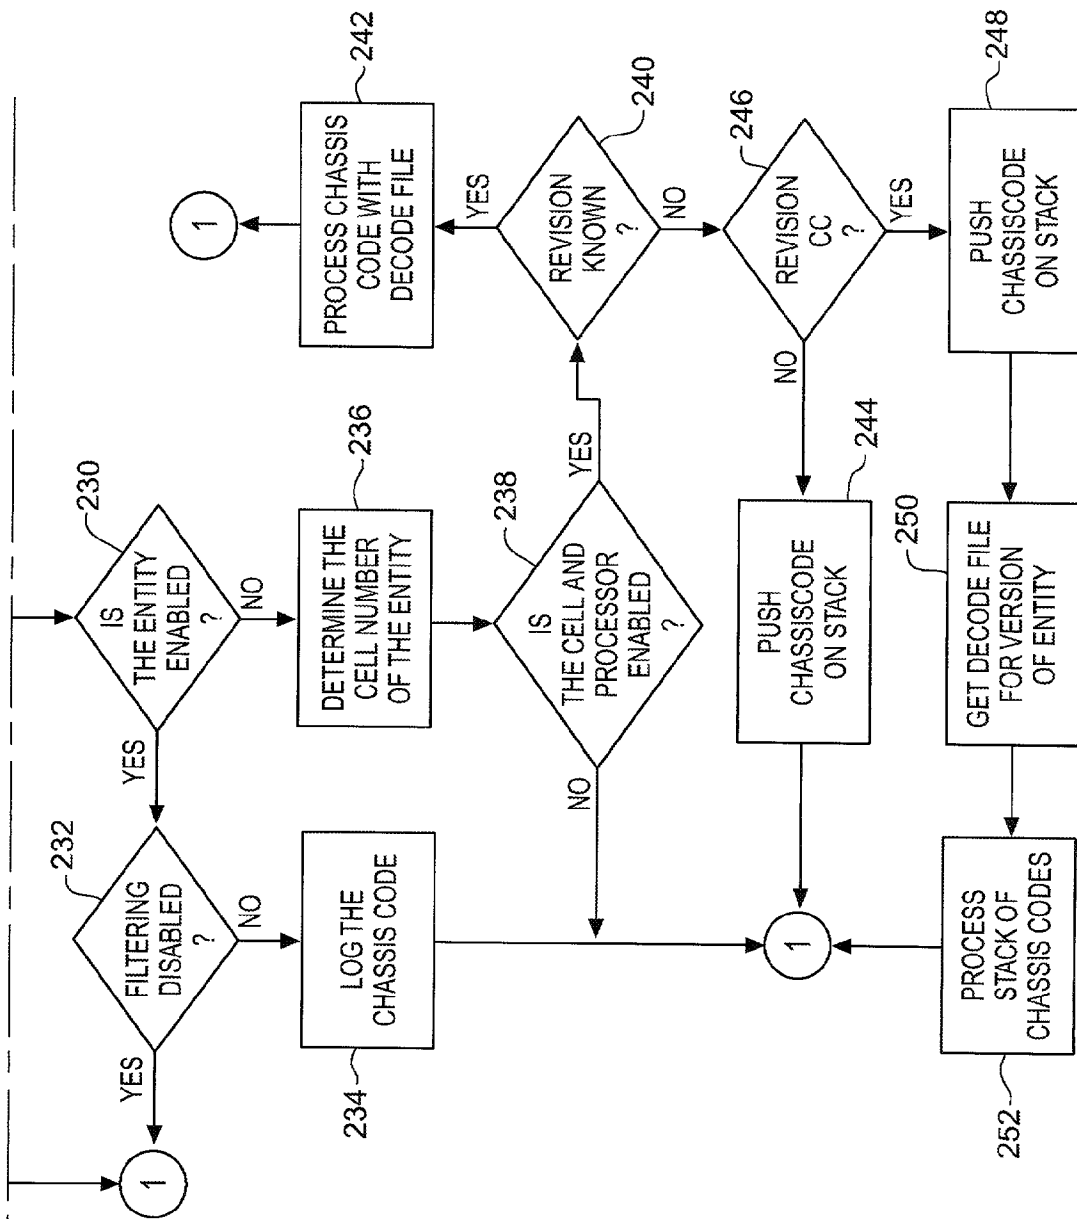 230
IS
THE ENTITY
ENABLED
?
YES
NO
232
FILTERING
DISABLED
?
YES
NO
1
234
LOG THE
CHASSIS CODE
236
DETERMINE THE
CELL NUMBER
OF THE ENTITY
238
IS
THE CELL AND
PROCESSOR
ENABLED
?
NO
YES
240
REVISION
KNOWN
?
YES
NO
242
PROCESS CHASSIS
CODE WITH
DECODE FILE
1
246
REVISION
CC
?
NO
YES
244
PUSH
CHASSISCODE
ON STACK
1
248
PUSH
CHASSISCODE
ON STACK
250
GET DECODE FILE
FOR VERSION
OF ENTITY
252
PROCESS
STACK OF
CHASSIS CODES